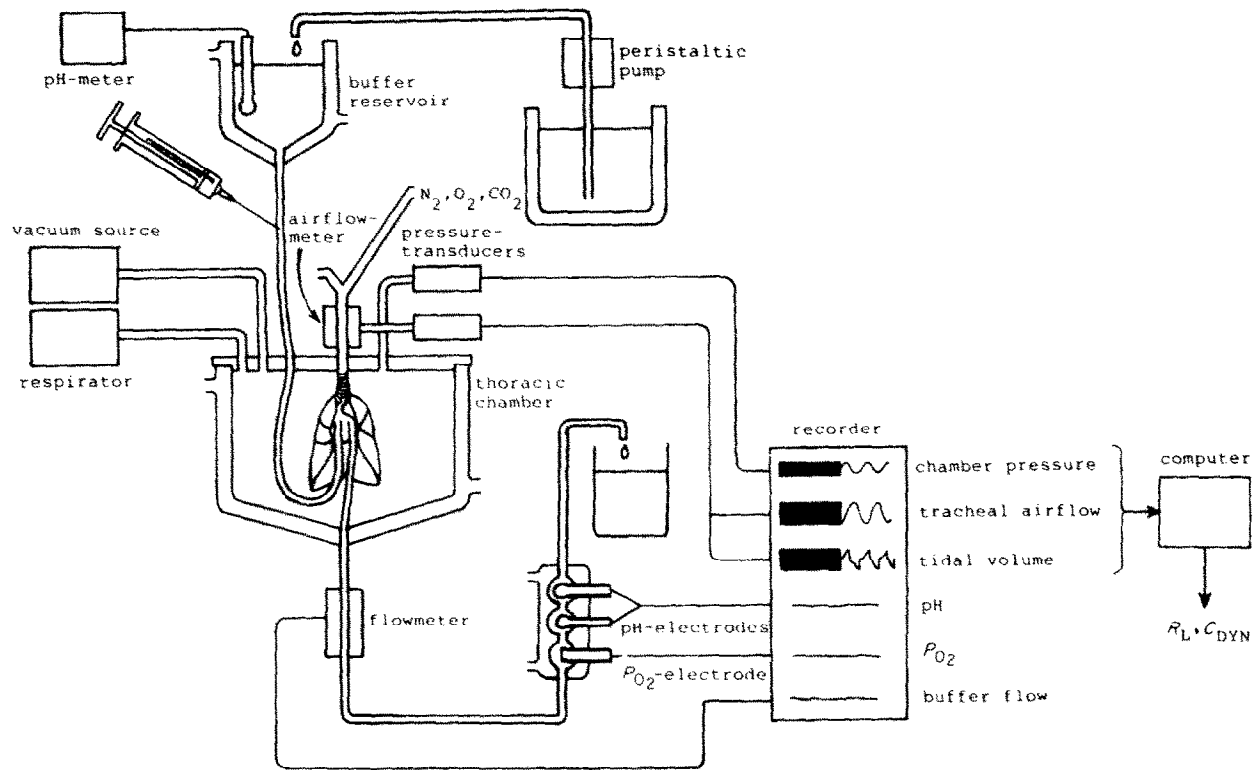 pH-meter
buffer
reservoir
peristaltic
pump
N2,O2,CO2
airflow-
meter
pressure-
transducers
vacuum source
respirator
thoracic
chamber
recorder
chamber pressure
computer
tracheal airflow
tidal volume
flowmeter
pH-electrodes
pH
RL,CDYN
PO2-electrode
PO2
buffer flow